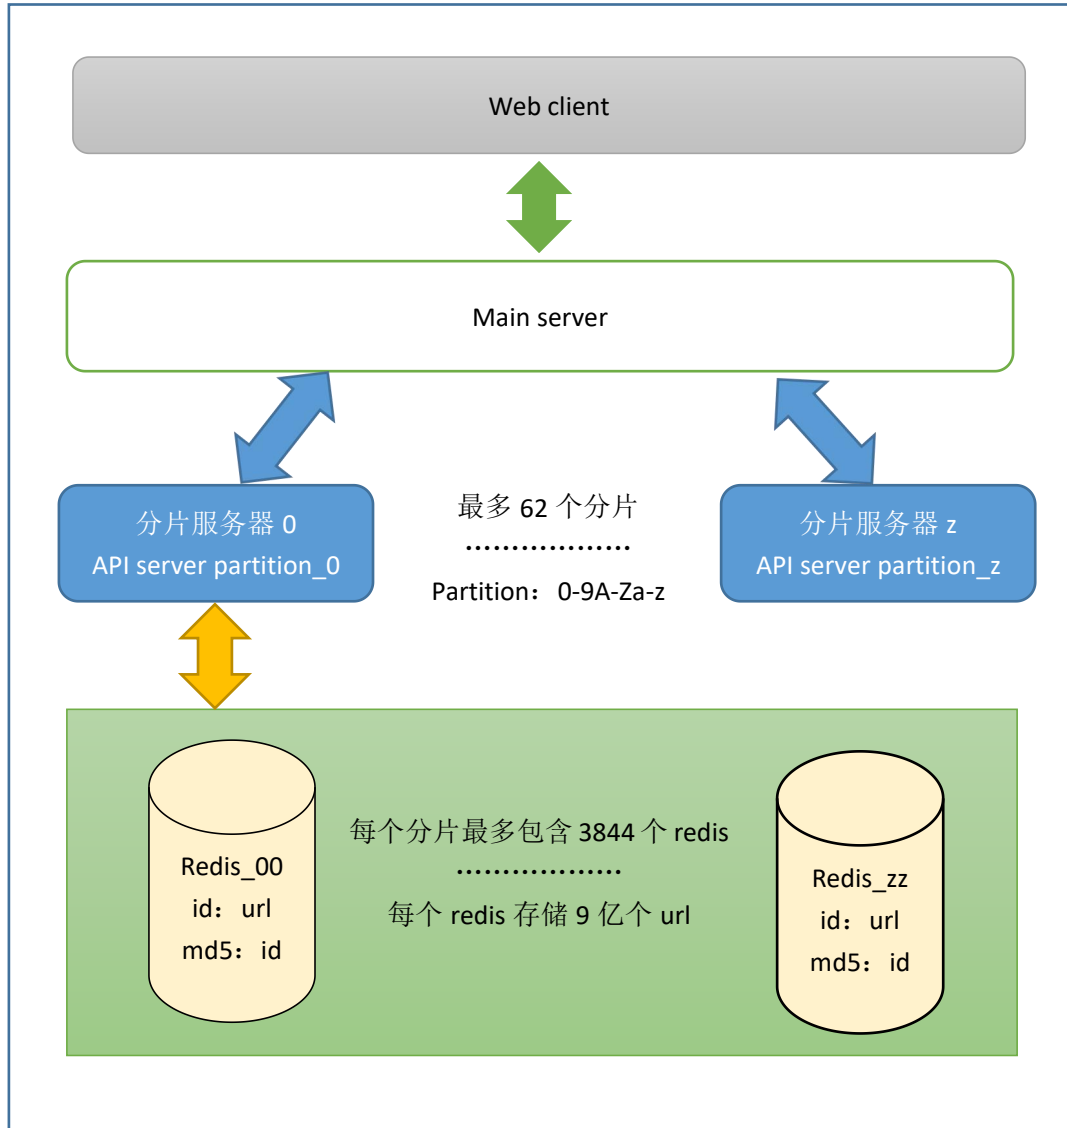 Web client
Main server
分片服务器 0
API server partition_0
最多 62 个分片
..................
Partition：0-9A-Za-z
分片服务器 z
API server partition_z
Redis_00
id：url
md5：id
每个分片最多包含 3844 个 redis
..................
每个 redis 存储 9 亿个 url
Redis_zz
id：url
md5：id